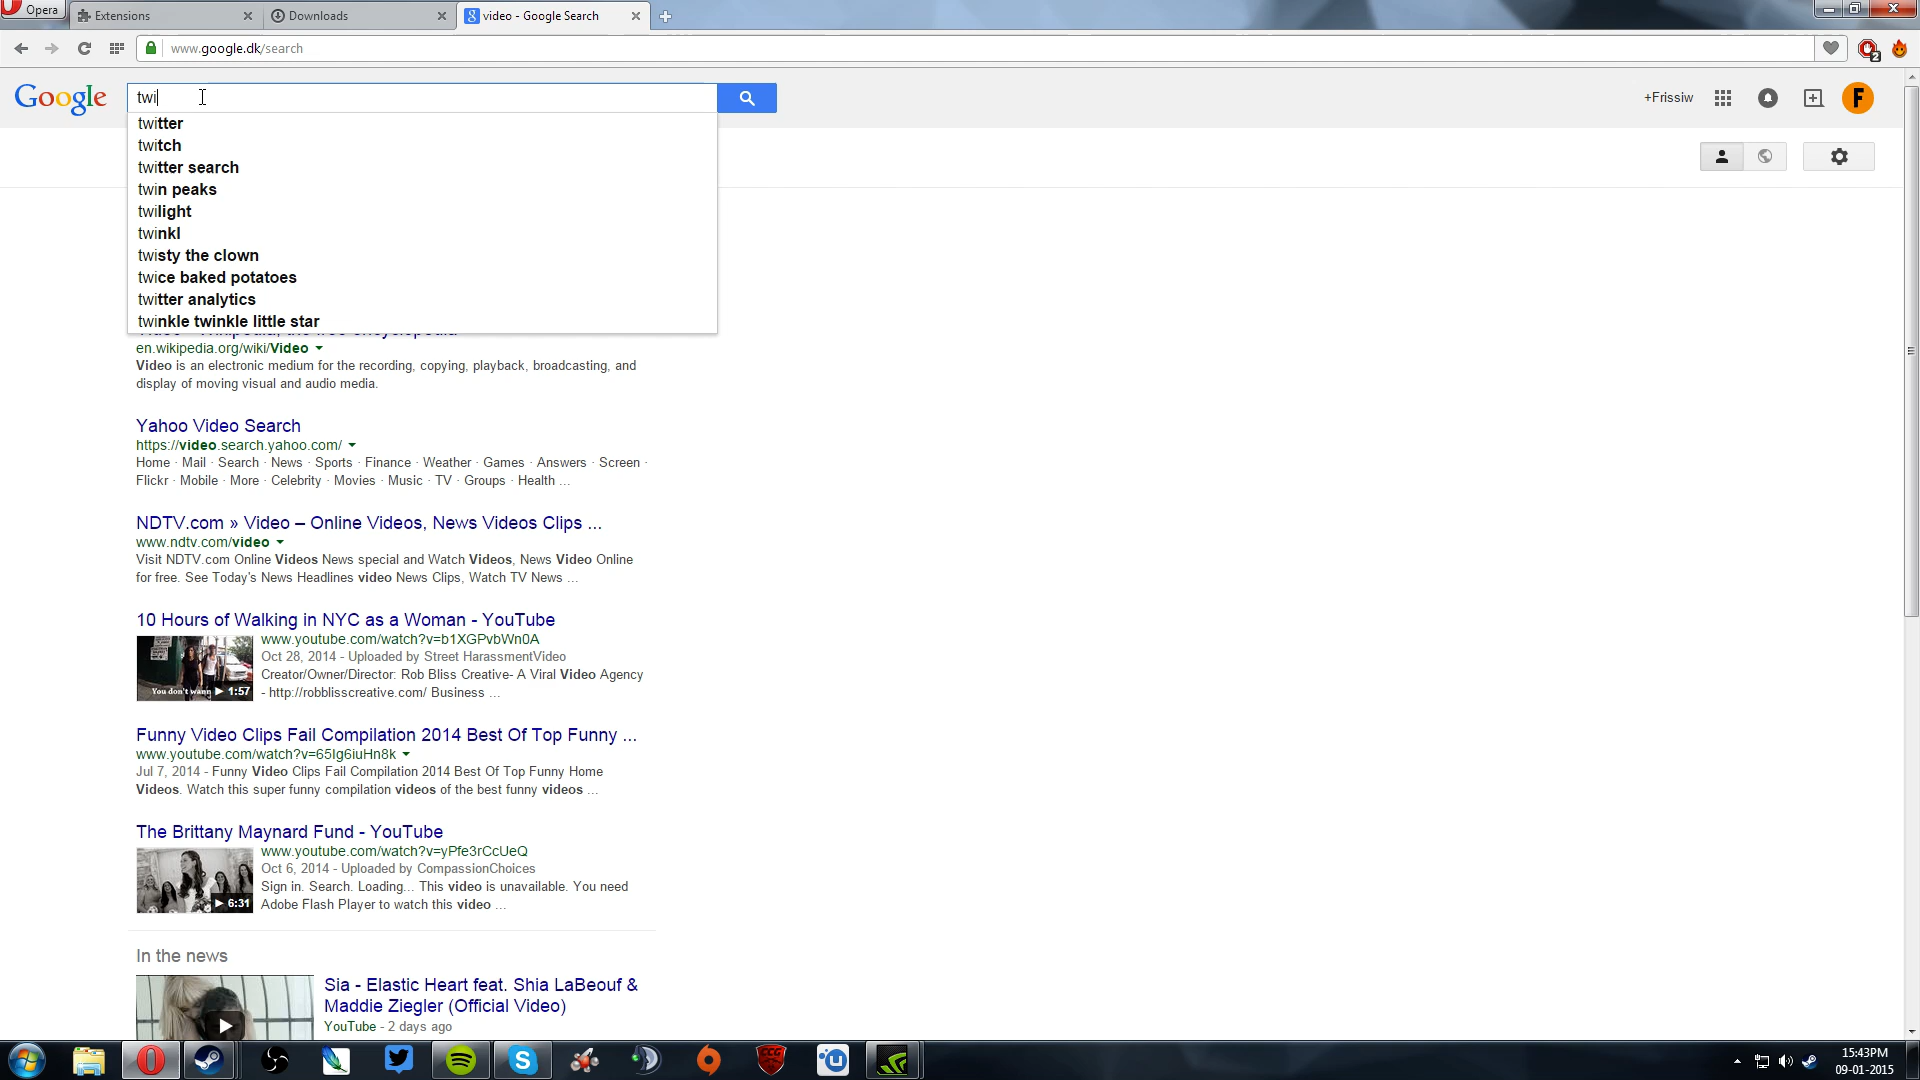 Opera
Extensions
Downloads
video - Google Search
www.google.dk/search
2
Google
twi
+Frissiw
F
twitter
twitch
twitter search
twin peaks
twilight
twinkl
twisty the clown
twice baked potatoes
twitter analytics
twinkle twinkle little star
en.wikipedia.org/wiki/Video
Video is an electronic medium for the recording, copying, playback, broadcasting, and
display of moving visual and audio media.
Yahoo Video Search
https://video.search.yahoo.com/
Home · Mail · Search · News · Sports · Finance · Weather · Games · Answers · Screen ·
Flickr · Mobile · More · Celebrity · Movies · Music · TV · Groups · Health ...
NDTV.com » Video – Online Videos, News Videos Clips ...
www.ndtv.com/video
Visit NDTV.com Online Videos News special and Watch Videos, News Video Online
for free. See Today's News Headlines video News Clips, Watch TV News ...
10 Hours of Walking in NYC as a Woman - YouTube
www.youtube.com/watch?v=b1XGPvbWn0A
Oct 28, 2014 - Uploaded by Street HarassmentVideo
Creator/Owner/Director: Rob Bliss Creative- A Viral Video Agency
- http://robblisscreative.com/ Business ...
You don't wann
1:57
Funny Video Clips Fail Compilation 2014 Best Of Top Funny ...
www.youtube.com/watch?v=65Ig6iuHn8k
Jul 7, 2014 - Funny Video Clips Fail Compilation 2014 Best Of Top Funny Home
Videos. Watch this super funny compilation videos of the best funny videos ...
The Brittany Maynard Fund - YouTube
www.youtube.com/watch?v=yPfe3rCcUeQ
Oct 6, 2014 - Uploaded by CompassionChoices
Sign in. Search. Loading... This video is unavailable. You need
Adobe Flash Player to watch this video ...
6:31
In the news
Sia - Elastic Heart feat. Shia LaBeouf &
Maddie Ziegler (Official Video)
YouTube - 2 days ago
15:43PM
09-01-2015